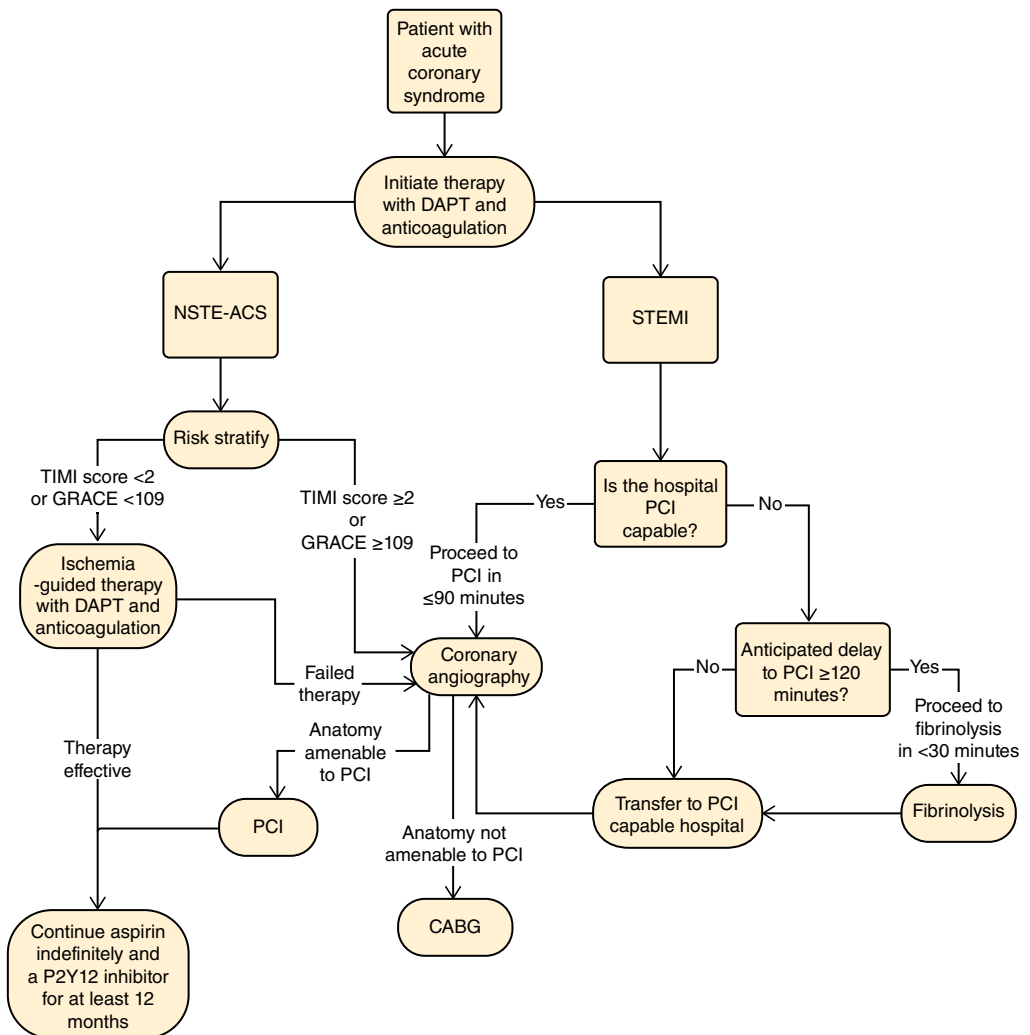 Patient with
acute
coronary
syndrome
Initiate therapy
with DAPT and
anticoagulation
NSTE-ACS
STEMI
Risk stratify
TIMI score <2
or GRACE <109
TIMI score ≥2
or
GRACE ≥109
Yes
Is the hospital
PCI
capable?
No
Proceed to
PCI in
≤90 minutes
Ischemia
-guided therapy
with DAPT and
anticoagulation
Failed
therapy
Coronary
angiography
No
Anticipated delay
to PCI ≥120
minutes?
Yes
Proceed to
fibrinolysis
in <30 minutes
Therapy
effective
Anatomy
amenable
to PCI
PCI
Anatomy not
amenable to PCI
Transfer to PCI
capable hospital
Fibrinolysis
CABG
Continue aspirin
indefinitely and
a P2Y12 inhibitor
for at least 12
months